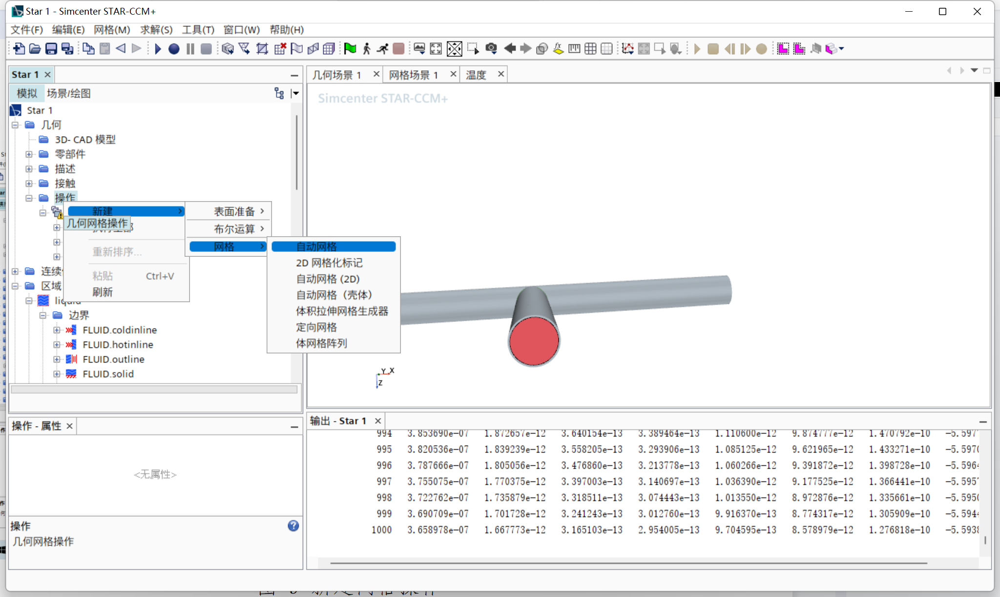 Star 1 - Simcenter STAR-CCM+
文件(F) 编辑(E) 网格(M) 求解(S) 工具(T) 窗口(W) 帮助(H)
Star 1
模拟 场景/绘图
Star 1
几何
3D- CAD 模型
零部件
描述
接触
操作
新建
几何网格操作
重新排序...
粘贴 Ctrl+V
刷新
表面准备
布尔运算
网格
自动网格
2D 网格化标记
自动网格 (2D)
自动网格（壳体）
体积拉伸网格生成器
定向网格
体网格阵列
连续
区域
边界
FLUID.coldinline
FLUID.hotinline
FLUID.outline
FLUID.solid
操作 - 属性
<无属性>
操作
几何网格操作
几何场景 1 网格场景 1 温度
Simcenter STAR-CCM+
Y X
Z
输出 - Star 1
994 3.853690e-07 1.872657e-12 3.640154e-13 3.389464e-13 1.110600e-12 9.874777e-12 1.470792e-10 -5.597
995 3.820536e-07 1.839239e-12 3.558205e-13 3.293906e-13 1.085125e-12 9.621965e-12 1.433271e-10 -5.597
996 3.787666e-07 1.805056e-12 3.476860e-13 3.213778e-13 1.060266e-12 9.391872e-12 1.398728e-10 -5.596
997 3.755075e-07 1.770375e-12 3.397003e-13 3.140697e-13 1.036390e-12 9.177525e-12 1.366441e-10 -5.595
998 3.722762e-07 1.735879e-12 3.318511e-13 3.074443e-13 1.013550e-12 8.972876e-12 1.335661e-10 -5.595
999 3.690709e-07 1.701728e-12 3.241243e-13 3.012760e-13 9.916370e-13 8.774317e-12 1.305909e-10 -5.594
1000 3.658978e-07 1.667773e-12 3.165103e-13 2.954005e-13 9.704595e-13 8.578979e-12 1.276818e-10 -5.593